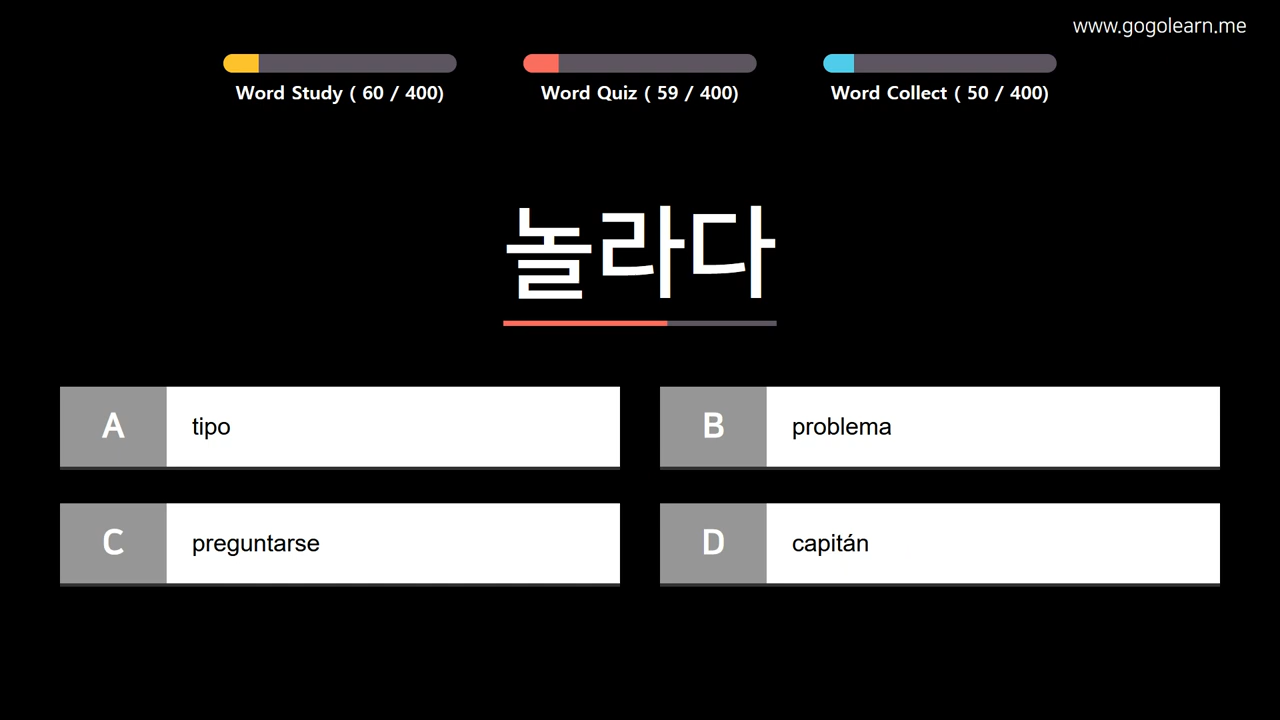 www.gogolearn.me
Word Study ( 60 / 400)
Word Quiz ( 59 / 400)
Word Collect ( 50 / 400)
놀라다
A tipo
B problema
C preguntarse
D capitán